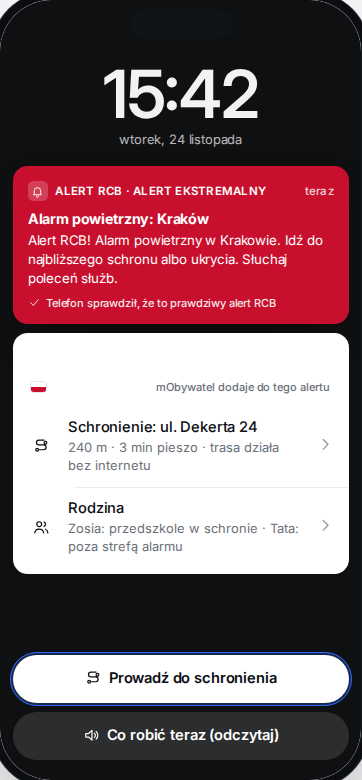 15:42
wtorek, 24 listopada
ALERT RCB · ALERT EKSTREMALNY teraz
Alarm powietrzny: Kraków
Alert RCB! Alarm powietrzny w Krakowie. Idź do
najbliższego schronu albo ukrycia. Słuchaj
poleceń służb.
Telefon sprawdził, że to prawdziwy alert RCB
mObywatel dodaje do tego alertu
Schronienie: ul. Dekerta 24
240 m · 3 min pieszo · trasa działa
bez internetu
Rodzina
Zosia: przedszkole w schronie · Tata:
poza strefą alarmu
Prowadź do schronienia
Co robić teraz (odczytaj)